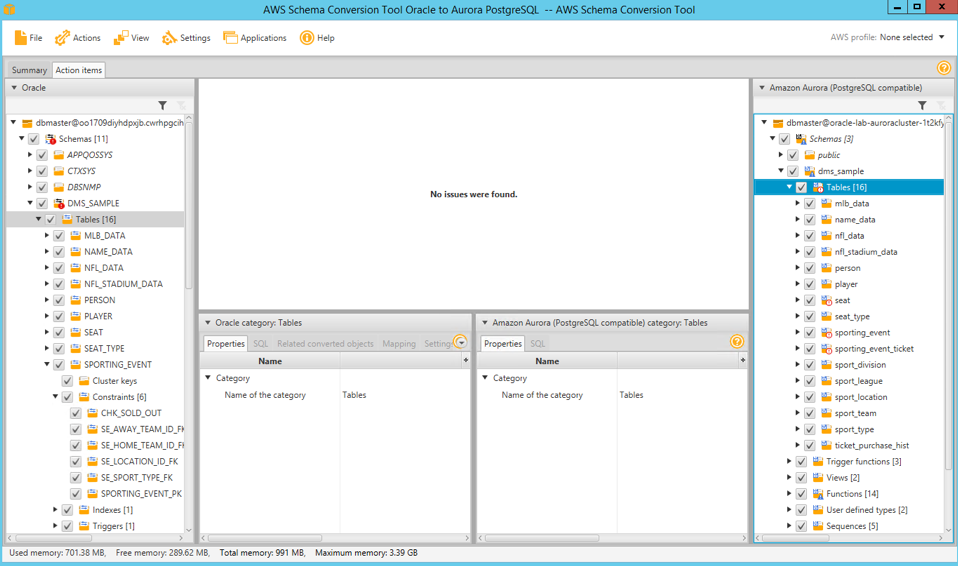 AWS Schema Conversion Tool Oracle to Aurora PostgreSQL -- AWS Schema Conversion Tool
File Actions View Settings Applications Help AWS profile: None selected
Summary Action items
Oracle
dbmaster@oo1709diyhdpxjb.cwrhpgcih
Schemas [11]
APPQOSSYS
CTXSYS
DBSNMP
DMS_SAMPLE
Tables [16]
MLB_DATA
NAME_DATA
NFL_DATA
NFL_STADIUM_DATA
PERSON
PLAYER
SEAT
SEAT_TYPE
SPORTING_EVENT
Cluster keys
Constraints [6]
CHK_SOLD_OUT
SE_AWAY_TEAM_ID_FK
SE_HOME_TEAM_ID_FK
SE_LOCATION_ID_FK
SE_SPORT_TYPE_FK
SPORTING_EVENT_PK
Indexes [1]
Triggers [1]
No issues were found.
Oracle category: Tables
Properties SQL Related converted objects Mapping Settings
Name
Category
Name of the category Tables
Amazon Aurora (PostgreSQL compatible) category: Tables
Properties SQL
Name
Category
Name of the category Tables
Amazon Aurora (PostgreSQL compatible)
dbmaster@oracle-lab-auroracluster-1t2kfy
Schemas [3]
public
dms_sample
Tables [16]
mlb_data
name_data
nfl_data
nfl_stadium_data
person
player
seat
seat_type
sporting_event
sporting_event_ticket
sport_division
sport_league
sport_location
sport_team
sport_type
ticket_purchase_hist
Trigger functions [3]
Views [2]
Functions [14]
User defined types [2]
Sequences [5]
Used memory: 701.38 MB, Free memory: 289.62 MB, Total memory: 991 MB, Maximum memory: 3.39 GB